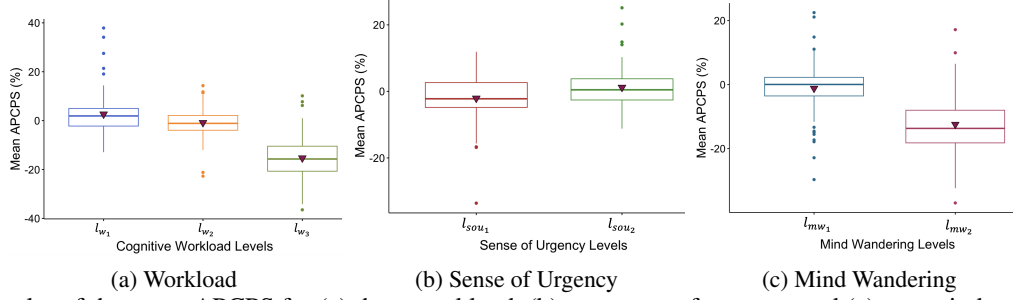 Mean APCPS (%)
40
20
0
-20
-40
l_{w_1}
l_{w_2}
l_{w_3}
Cognitive Workload Levels
(a) Workload
Mean APCPS (%)
20
0
-20
l_{sou_1}
l_{sou_2}
Sense of Urgency Levels
(b) Sense of Urgency
Mean APCPS (%)
20
0
-20
l_{mw_1}
l_{mw_2}
Mind Wandering Levels
(c) Mind Wandering